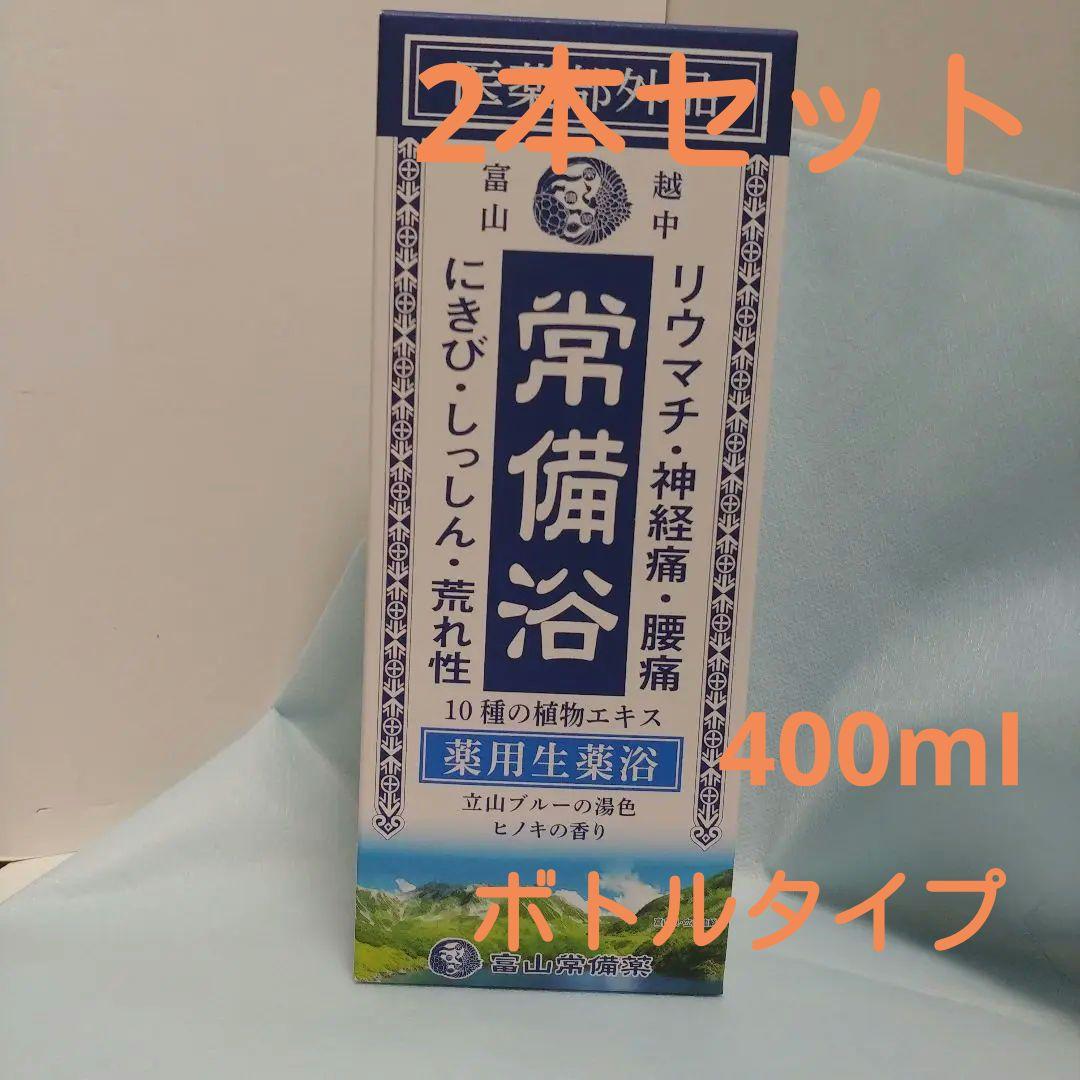 2本セット
医薬部外品
越中
富山
リウマチ・神経痛・腰痛
常備浴
にきび・しっしん・荒れ性
10種の植物エキス
薬用生薬浴
立山ブルーの湯色
ヒノキの香り
400ml
ボトルタイプ
富山常備薬